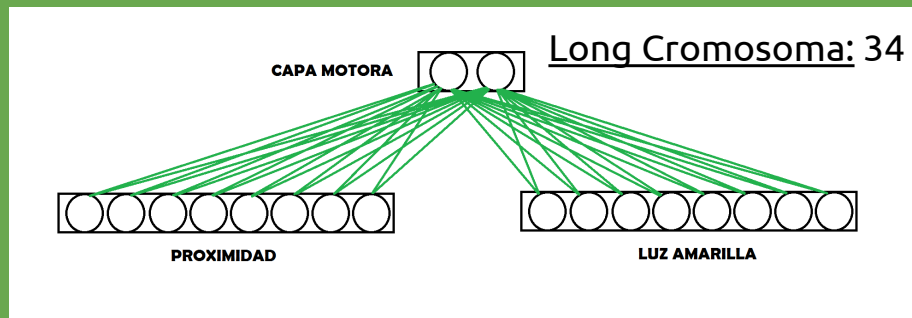 Long Cromosoma: 34
CAPA MOTORA
PROXIMIDAD
LUZ AMARILLA